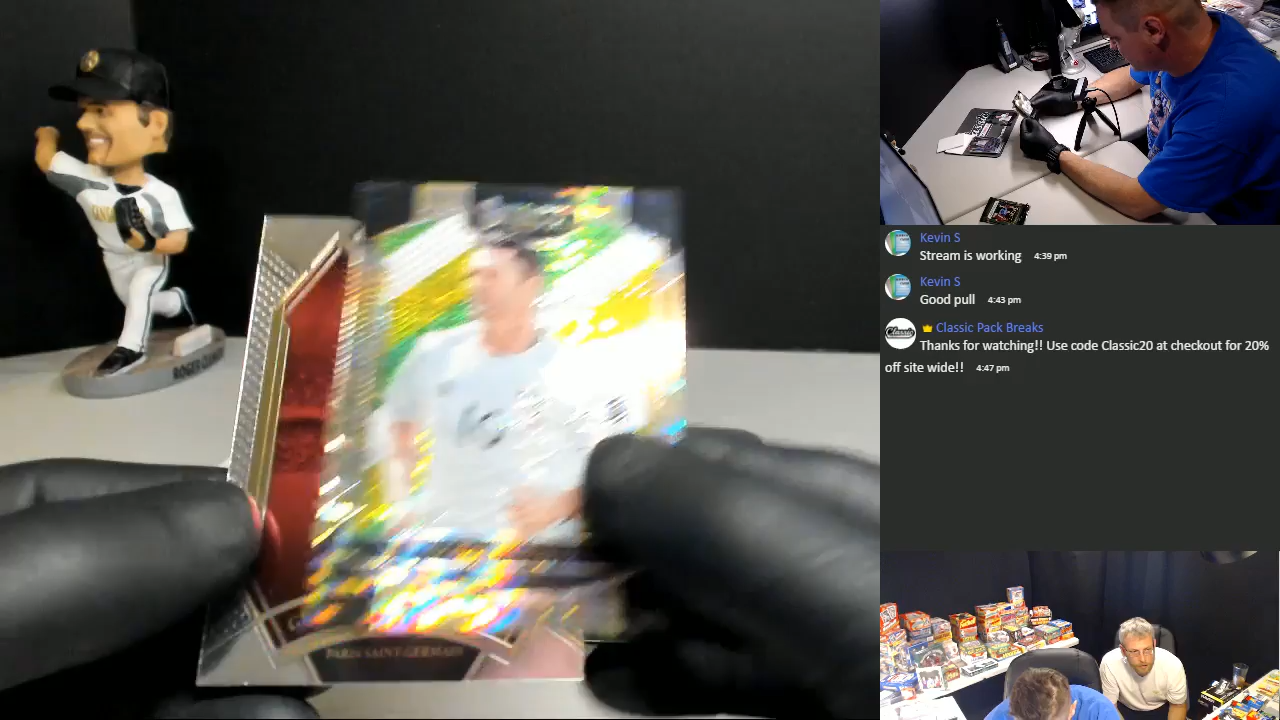 Kevin S
Stream is working 4:39 pm
Kevin S
Good pull 4:43 pm
Classic
Classic Pack Breaks
Thanks for watching!! Use code Classic20 at checkout for 20%
off site wide!! 4:47 pm
PARIS SAINT-GERMAIN